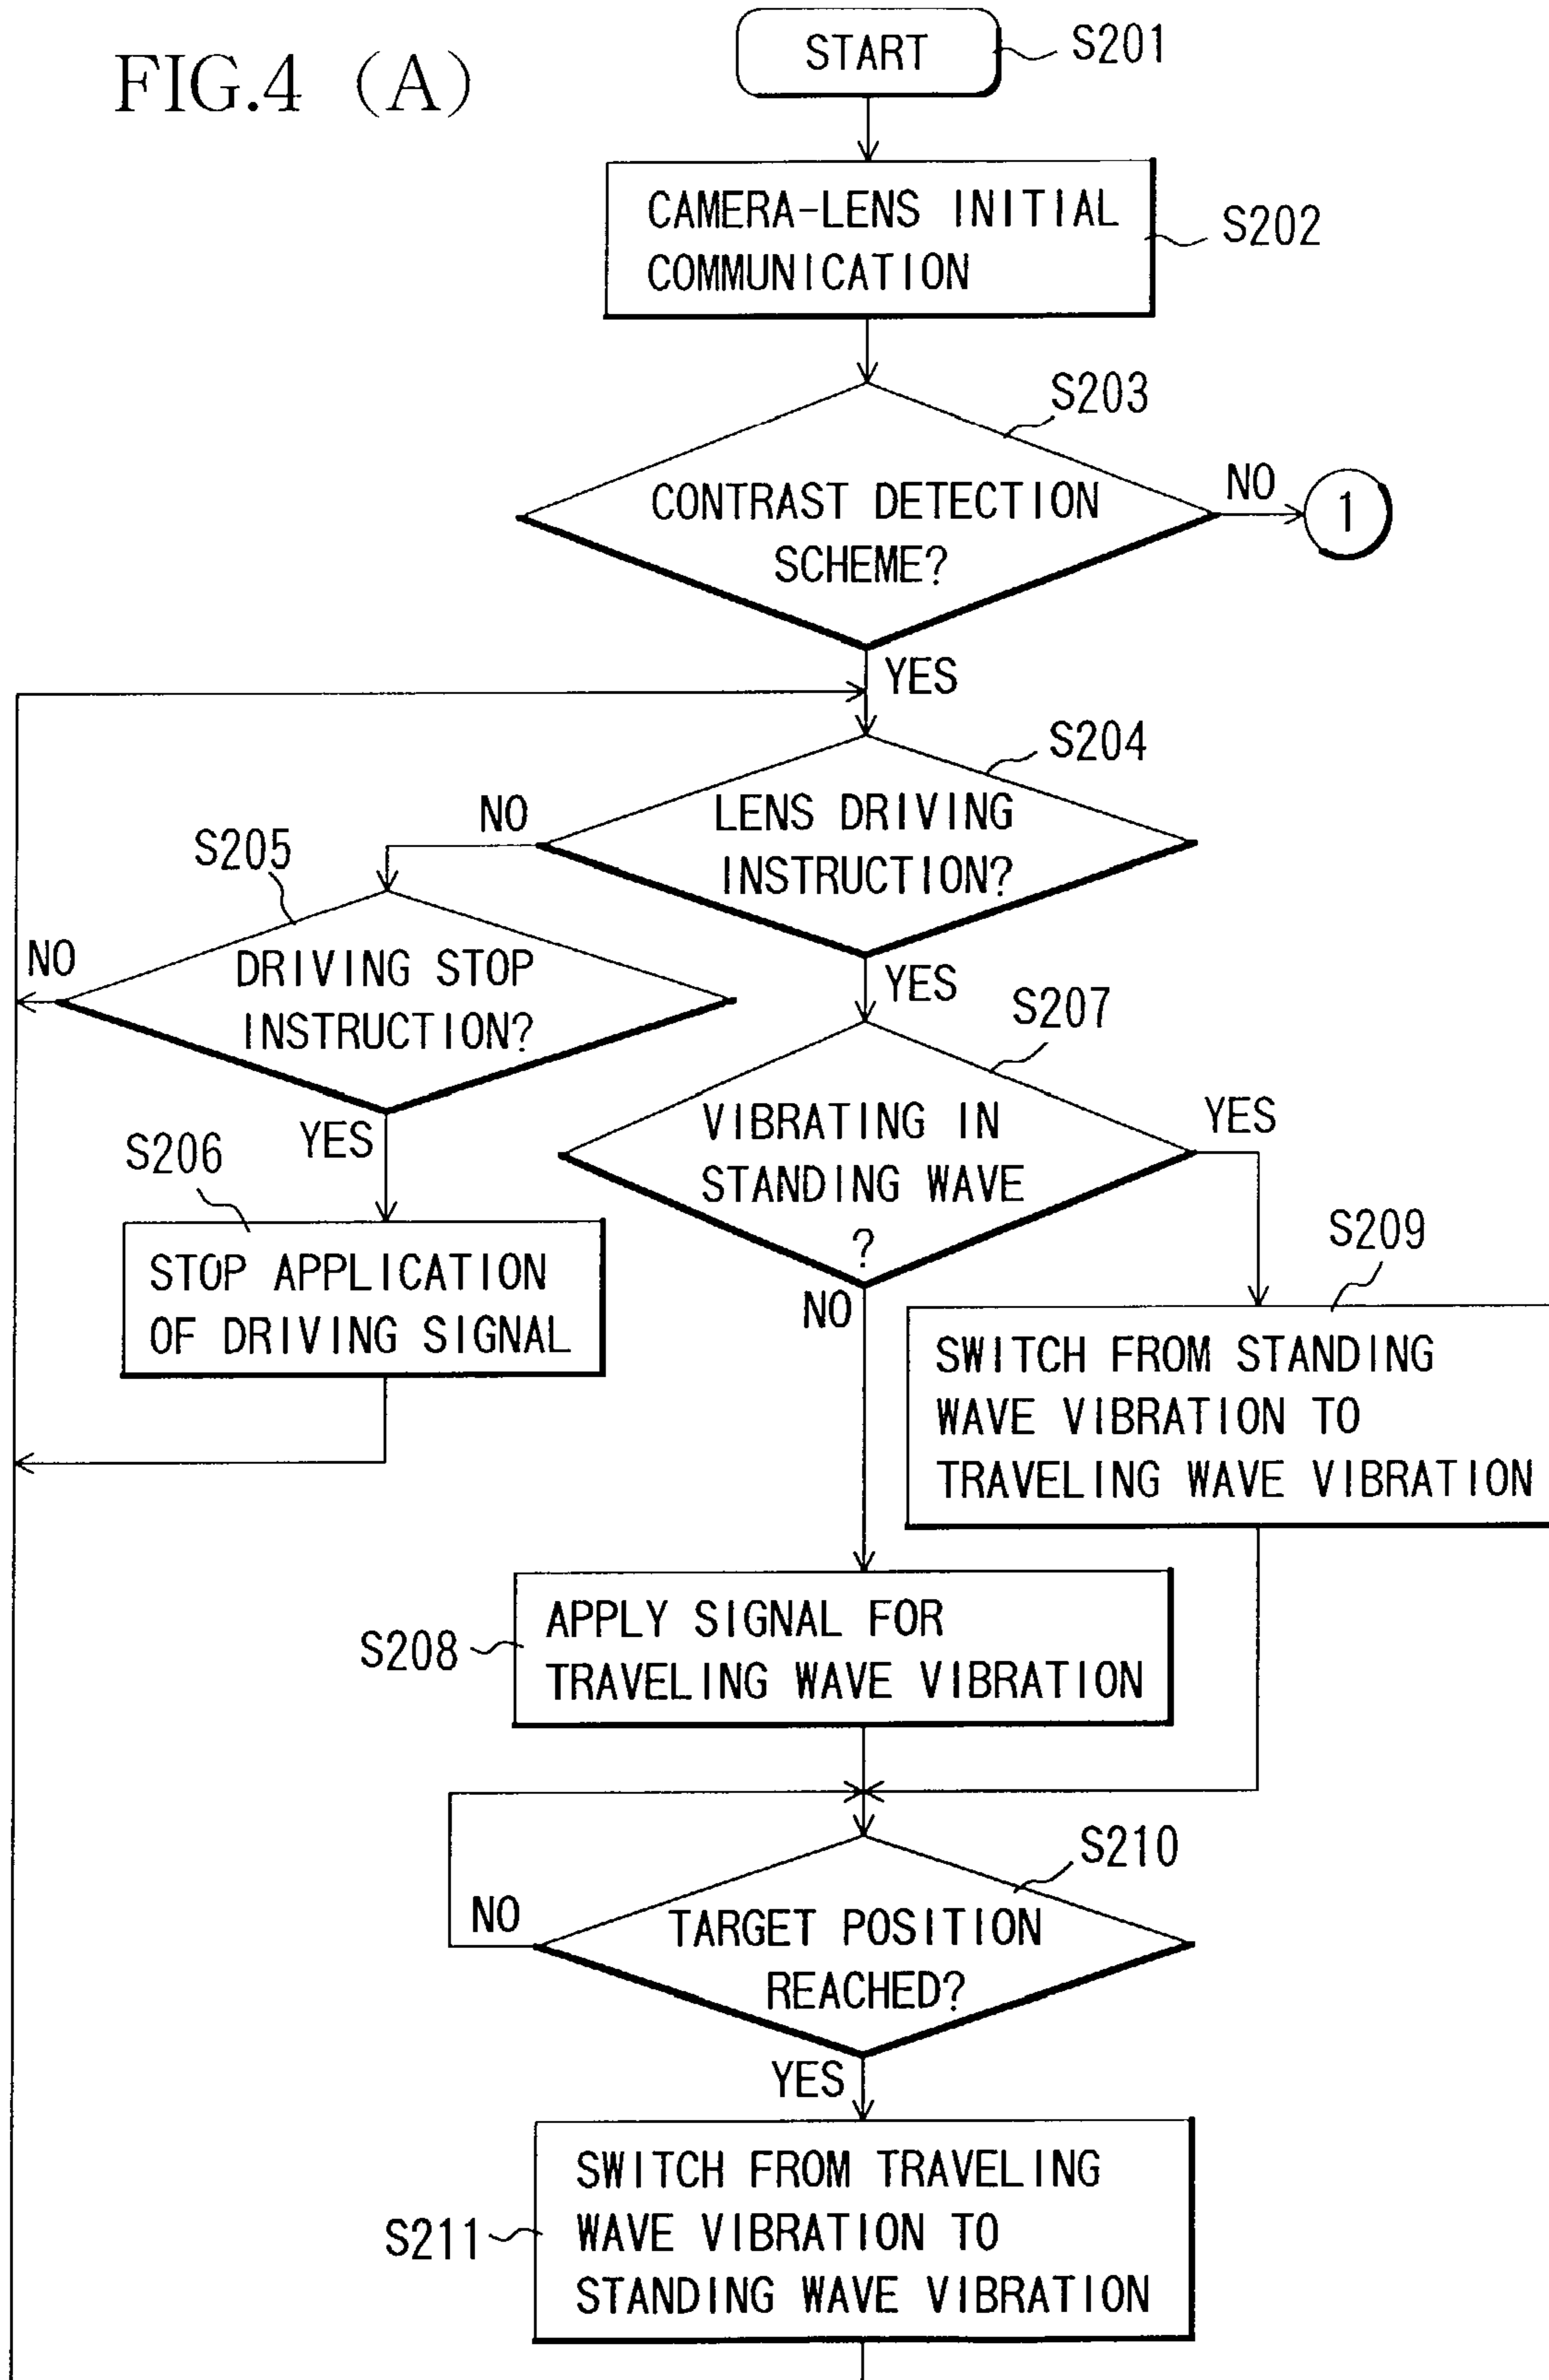 FIG.4 (A)
START
S201
CAMERA-LENS INITIAL
COMMUNICATION
S202
S203
CONTRAST DETECTION
SCHEME?
NO
1
YES
S204
LENS DRIVING
INSTRUCTION?
NO
S205
DRIVING STOP
INSTRUCTION?
NO
YES
S206
STOP APPLICATION
OF DRIVING SIGNAL
YES
S207
VIBRATING IN
STANDING WAVE
?
YES
NO
S209
SWITCH FROM STANDING
WAVE VIBRATION TO
TRAVELING WAVE VIBRATION
S208
APPLY SIGNAL FOR
TRAVELING WAVE VIBRATION
S210
TARGET POSITION
REACHED?
NO
YES
S211
SWITCH FROM TRAVELING
WAVE VIBRATION TO
STANDING WAVE VIBRATION